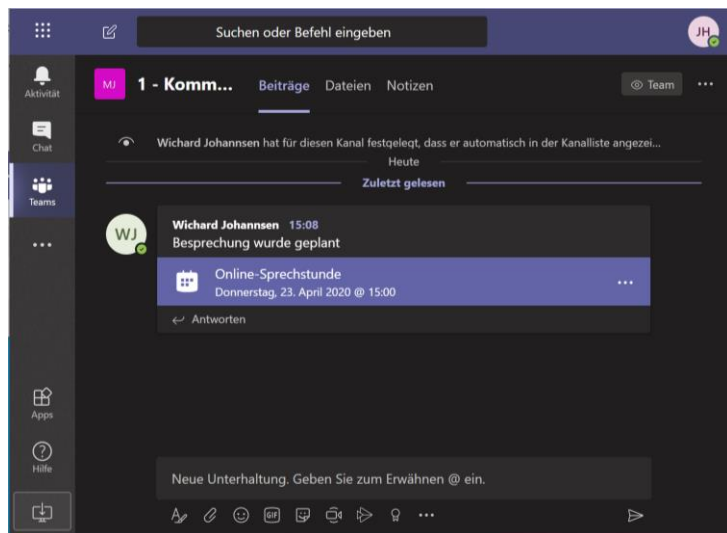 Suchen oder Befehl eingeben
JH
Aktivität
Chat
Teams
Apps
Hilfe
MJ
1 - Komm...
Beiträge
Dateien
Notizen
Team
Wichard Johannsen hat für diesen Kanal festgelegt, dass er automatisch in der Kanalliste angezei...
Heute
Zuletzt gelesen
WJ
Wichard Johannsen 15:08
Besprechung wurde geplant
Online-Sprechstunde
Donnerstag, 23. April 2020 @ 15:00
Antworten
Neue Unterhaltung. Geben Sie zum Erwähnen @ ein.
GIF